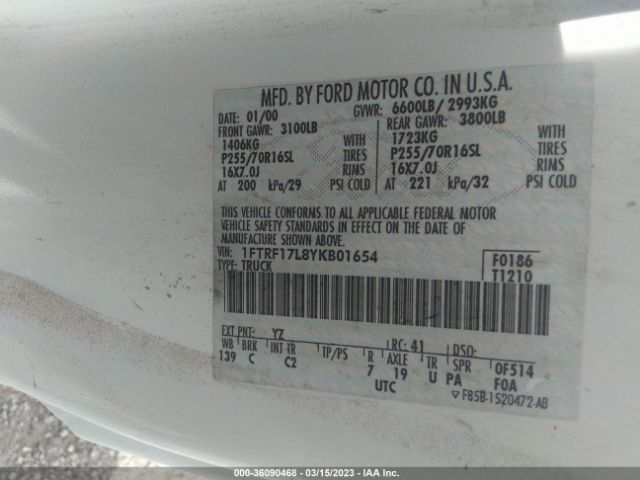 MFD. BY FORD MOTOR CO. IN U.S.A.
DATE: 01/00 GVWR: 6600LB/ 2993KG
FRONT GAWR: 3100LB REAR GAWR: 3800LB
1406KG WITH 1723KG WITH
P255/70R16SL TIRES P255/70R16SL TIRES
16X7.0J RIMS 16X7.0J RIMS
AT 200 kPa/29 PSI COLD AT 221 kPa/32 PSI COLD
THIS VEHICLE CONFORMS TO ALL APPLICABLE FEDERAL MOTOR
VEHICLE SAFETY STANDARDS IN EFFECT ON THE DATE OF
MANUFACTURE SHOWN ABOVE.
VIN: 1FTRF17L8YKB01654 F0186
TYPE: TRUCK T1210
EXT PNT: YZ RC: 41 DSO:
WB BRK INT TR TP/PS R AXLE TR SPR 0F514
139 C C2 7 19 U PA F0A
UTC ▽ F85B-1520472-AB
000-36090468 - 03/15/2023 - IAA Inc.